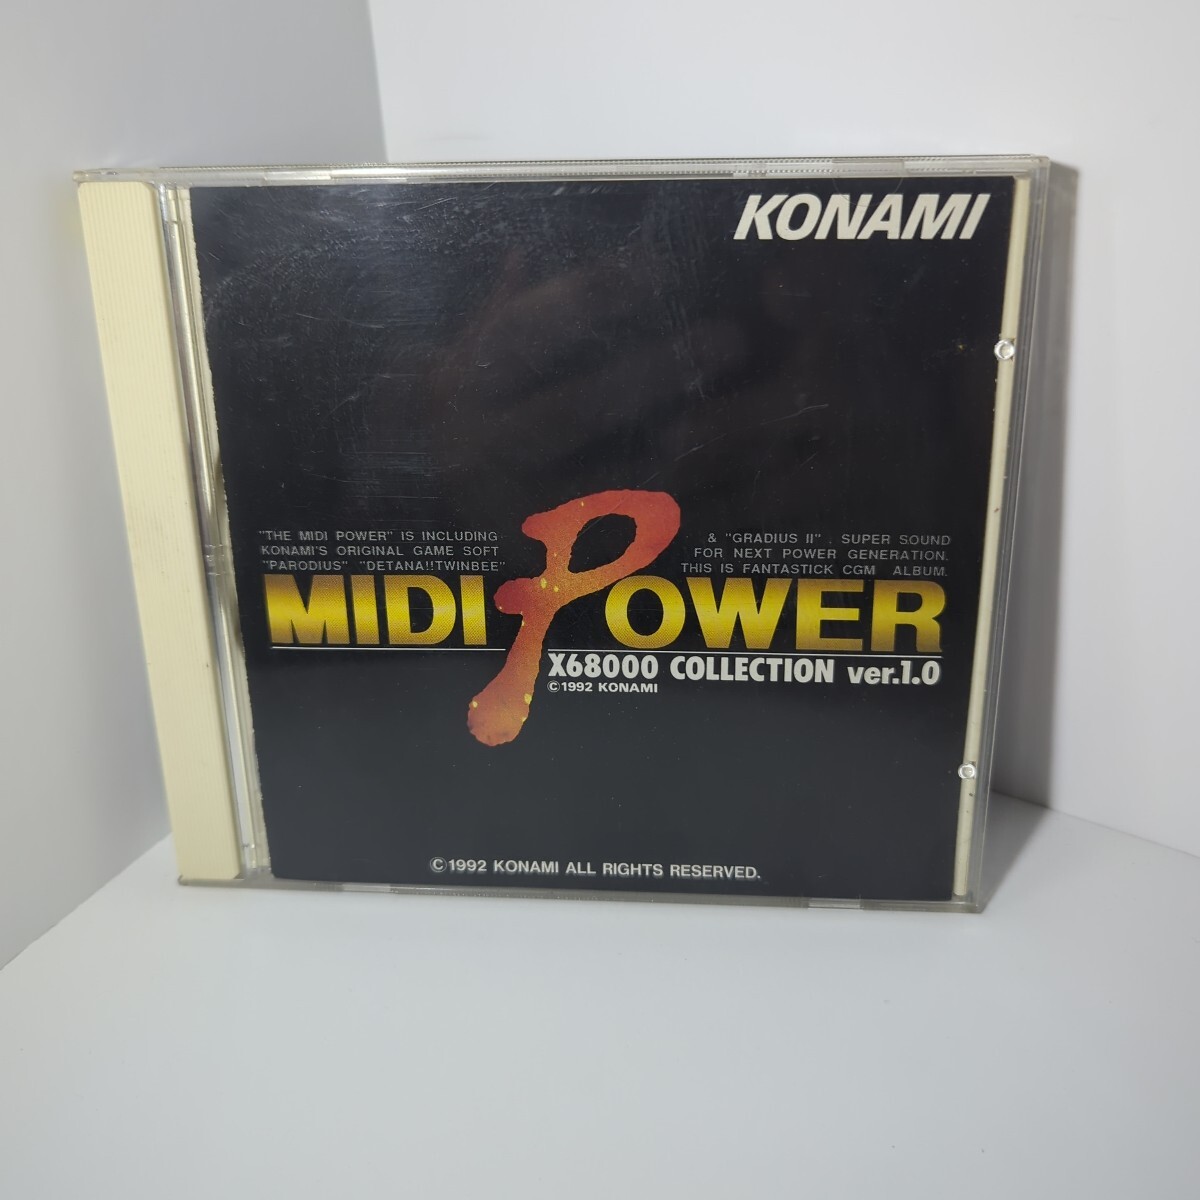 KONAMI
"THE MIDI POWER" IS INCLUDING
KONAMI'S ORIGINAL GAME SOFT
"PARODIUS" "DETANA!!TWINBEE"
& "GRADIUS II" . SUPER SOUND
FOR NEXT POWER GENERATION.
THIS IS FANTASTICK CGM ALBUM.
MIDI POWER
X68000 COLLECTION ver.1.0
©1992 KONAMI
©1992 KONAMI ALL RIGHTS RESERVED.